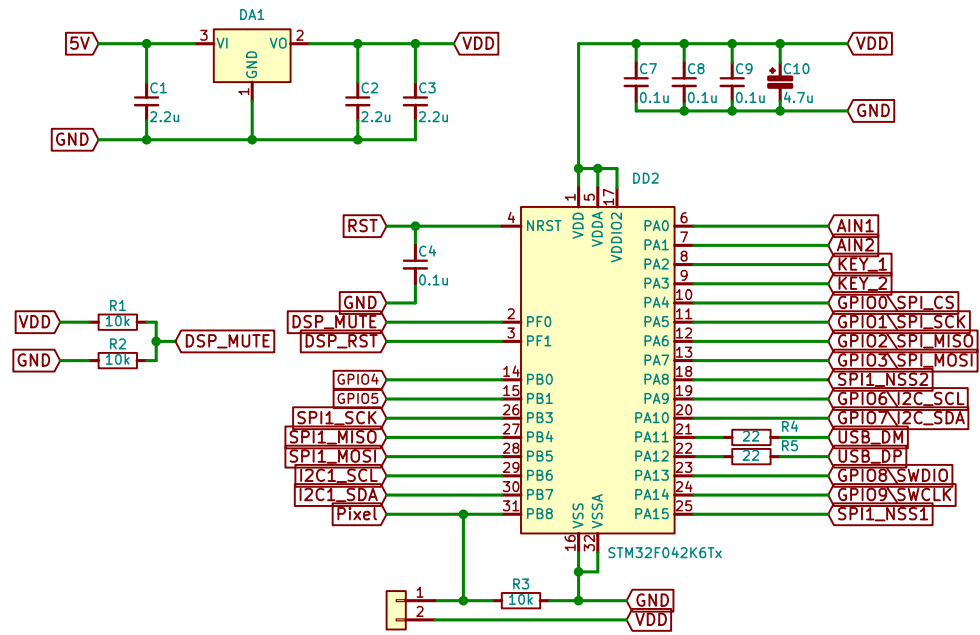 DA1
5V
3
VI
VO
2
VDD
GND
1
C1
2.2u
C2
2.2u
C3
2.2u
GND
VDD
C7
0.1u
C8
0.1u
C9
0.1u
C10
4.7u
GND
DD2
1
5
17
VDD
VDDA
VDDIO2
RST
4
NRST
C4
0.1u
GND
DSP_MUTE
2
PF0
DSP_RST
3
PF1
R1
VDD
10k
R2
GND
10k
DSP_MUTE
GPIO4
14
PB0
GPIO5
15
PB1
SPI1_SCK
26
PB3
SPI1_MISO
27
PB4
SPI1_MOSI
28
PB5
I2C1_SCL
29
PB6
I2C1_SDA
30
PB7
Pixel
31
PB8
PA0
6
AIN1
PA1
7
AIN2
PA2
8
KEY_1
PA3
9
KEY_2
PA4
10
GPIO0\SPI_CS
PA5
11
GPIO1\SPI_SCK
PA6
12
GPIO2\SPI_MISO
PA7
13
GPIO3\SPI_MOSI
PA8
18
SPI1_NSS2
PA9
19
GPIO6\I2C_SCL
PA10
20
GPIO7\I2C_SDA
PA11
21
22
R4
USB_DM
PA12
22
22
R5
USB_DP
PA13
23
GPIO8\SWDIO
PA14
24
GPIO9\SWCLK
PA15
25
SPI1_NSS1
VSS
VSSA
16
32
STM32F042K6Tx
1
2
R3
10k
GND
VDD